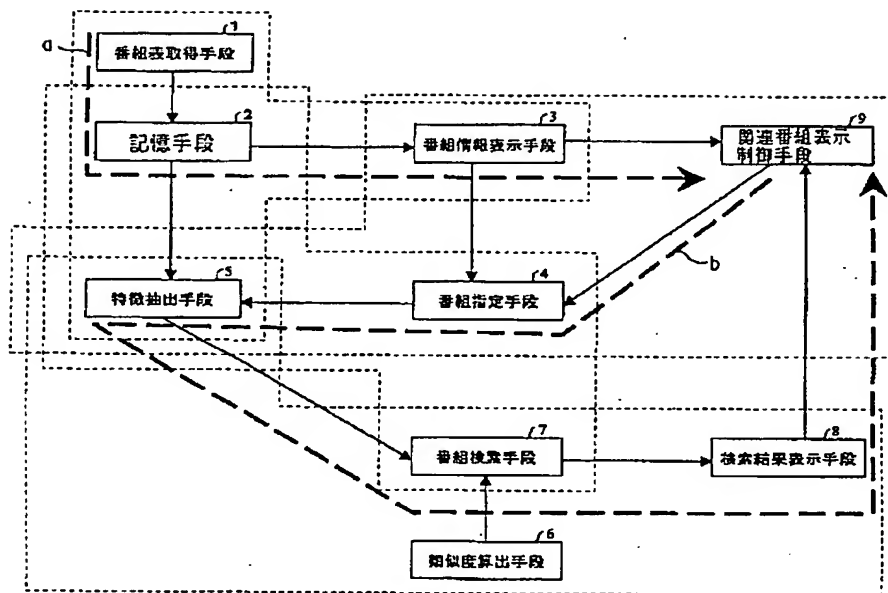 1
a
番組表取得手段
2
記憶手段
3
番組情報表示手段
9
関連番組表示
制御手段
5
特徴抽出手段
4
番組指定手段
b
7
番組検索手段
8
検索結果表示手段
6
類似度算出手段